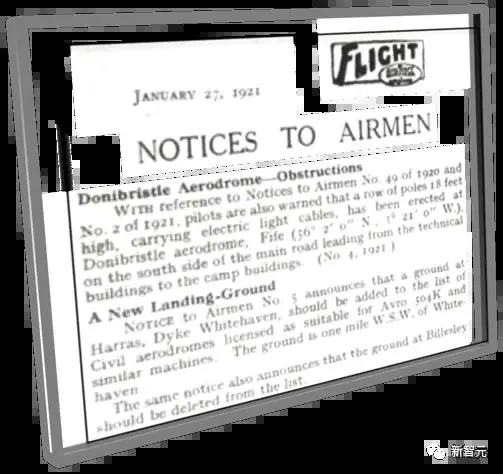 FLIGHT
JANUARY 27, 1921
NOTICES TO AIRMEN
Donibristle Aerodrome—Obstructions
WITH reference to Notices to Airmen No. 49 of 1920 and
No. 2 of 1921, pilots are also warned that a row of poles 18 feet
high, carrying electric light cables, has been erected at
Donibristle aerodrome, Fife (56° 2' 0" N., 3° 21' 0" W.),
on the south side of the main road leading from the technical
buildings to the camp buildings. (No. 4, 1921)
A New Landing-Ground
NOTICE to Airmen No. 5 announces that a ground at
Harras, Dyke Whitehaven, should be added to the list of
Civil aerodromes licensed as suitable for Avro 504K and
similar machines. The ground is one mile W.S.W. of White-
haven
The same notice also announces that the ground at Billesley
should be deleted from the list.
新智元